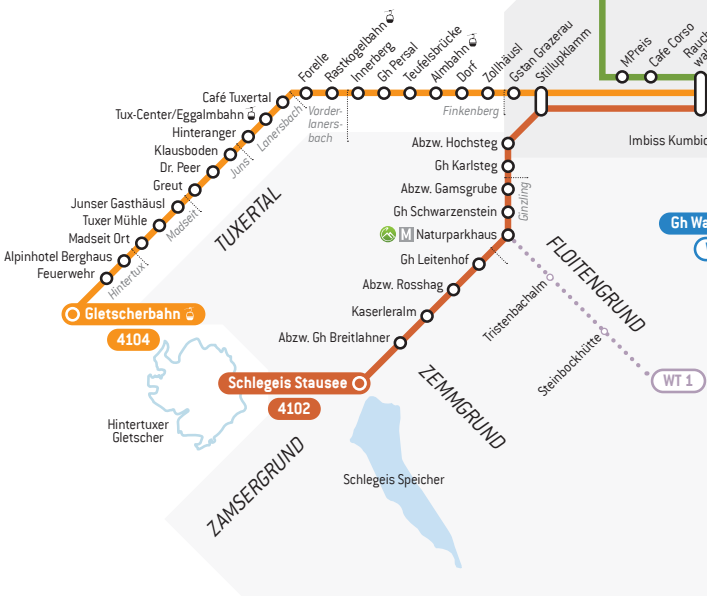 Forelle
Rastkogelbahn
Innerberg
Gh Persal
Teufelsbrücke
Almbahn
Dorf
Zollhäusl
Gstan Grazerau
Stillupklamm
MPreis
Cafe Corso
Café Tuxertal
Tux-Center/Eggalmbahn
Hinteranger
Klausboden
Dr. Peer
Greut
Junser Gasthäusl
Tuxer Mühle
Madseit Ort
Alpinhotel Berghaus
Feuerwehr
Gletscherbahn
4104
Hintertux
Madseit
Juns
Lanersbach
Vorder-
laners-
bach
Finkenberg
TUXERTAL
Abzw. Hochsteg
Gh Karlsteg
Abzw. Gamsgrube
Gh Schwarzenstein
M Naturparkhaus
Gh Leitenhof
Abzw. Rosshag
Kaserleralm
Abzw. Gh Breitlahner
Schlegeis Stausee
4102
Ginzling
Imbiss Kumbic
Gh Wa
FLOITENGRUND
Tristenbachalm
Steinbockhütte
WT 1
ZEMMGRUND
ZAMSERGRUND
Hintertuxer
Gletscher
Schlegeis Speicher